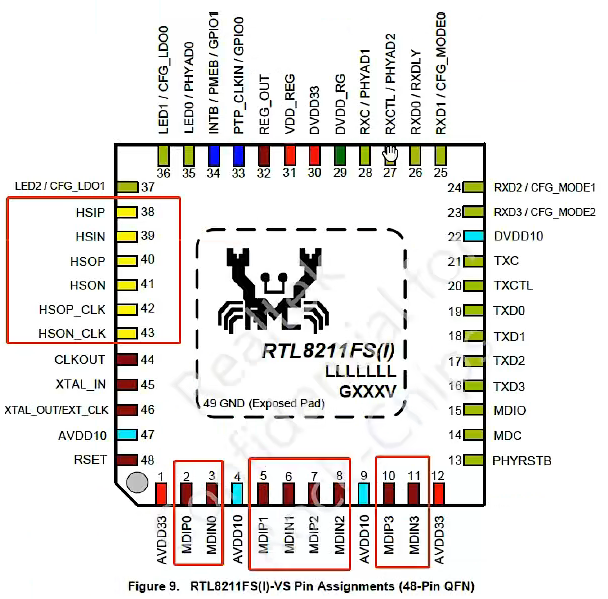 LED1 / CFG_LDO0
LED0 / PHYAD0
INTB / PMEB / GPIO1
PTP_CLKIN / GPIO0
REG_OUT
VDD_REG
DVDD33
DVDD_RG
RXC / PHYAD1
RXCTL / PHYAD2
RXD0 / RXDLY
RXD1 / CFG_MODE0
36 35 34 33 32 31 30 29 28 27 26 25
LED2 / CFG_LDO1 37
HSIP 38
HSIN 39
HSOP 40
HSON 41
HSOP_CLK 42
HSON_CLK 43
CLKOUT 44
XTAL_IN 45
XTAL_OUT/EXT_CLK 46
AVDD10 47
RSET 48
24 RXD2 / CFG_MODE1
23 RXD3 / CFG_MODE2
22 DVDD10
21 TXC
20 TXCTL
19 TXD0
18 TXD1
17 TXD2
16 TXD3
15 MDIO
14 MDC
13 PHYRSTB
RTL8211FS(I)
LLLLLLL
GXXXV
49 GND (Exposed Pad)
Realtek
confidential for
1 2 3 4 5 6 7 8 9 10 11 12
AVDD33
MDIP0
MDIN0
AVDD10
MDIP1
MDIN1
MDIP2
MDIN2
AVDD10
MDIP3
MDIN3
AVDD33
Figure 9. RTL8211FS(I)-VS Pin Assignments (48-Pin QFN)